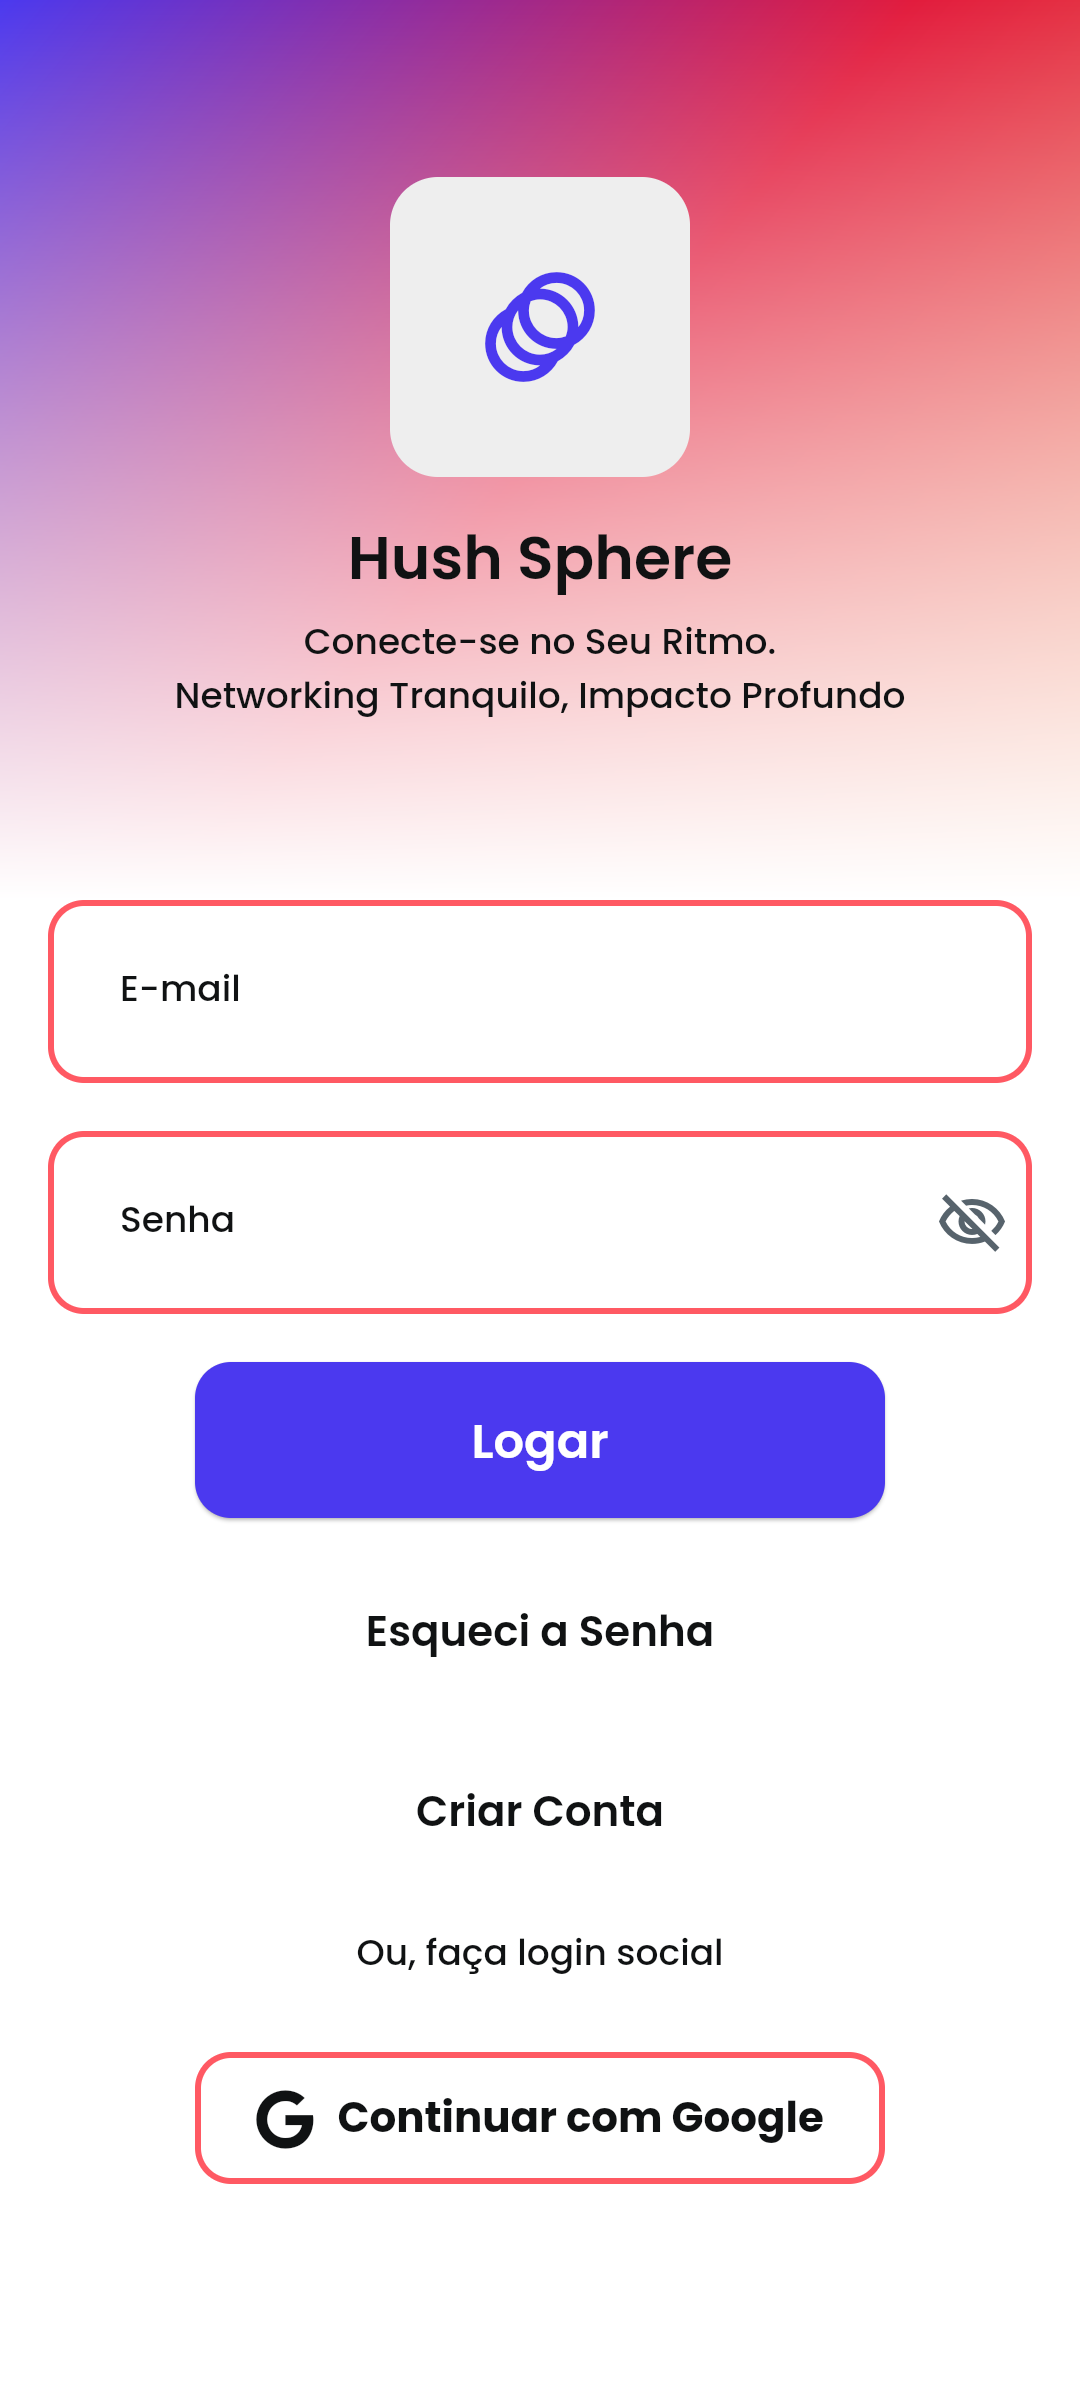 Hush Sphere
Conecte-se no Seu Ritmo.
Networking Tranquilo, Impacto Profundo
E-mail
Senha
Logar
Esqueci a Senha
Criar Conta
Ou, faça login social
Continuar com Google